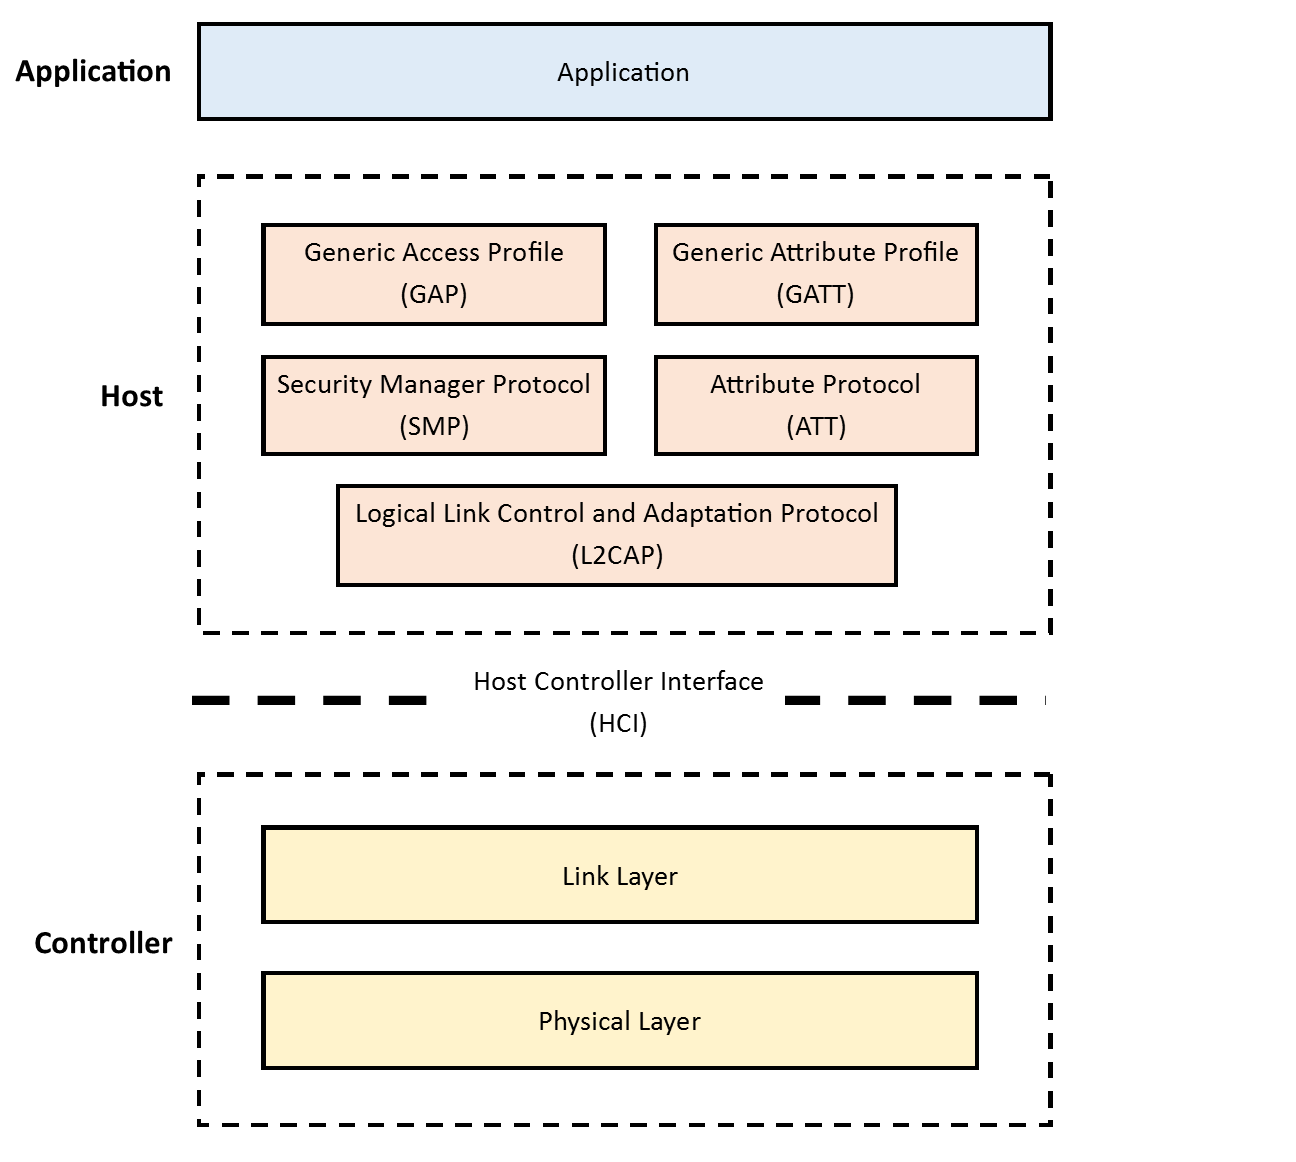 Application
Application
Generic Access Profile
(GAP)
Generic Attribute Profile
(GATT)
Host
Security Manager Protocol
(SMP)
Attribute Protocol
(ATT)
Logical Link Control and Adaptation Protocol
(L2CAP)
Host Controller Interface
(HCI)
Controller
Link Layer
Physical Layer